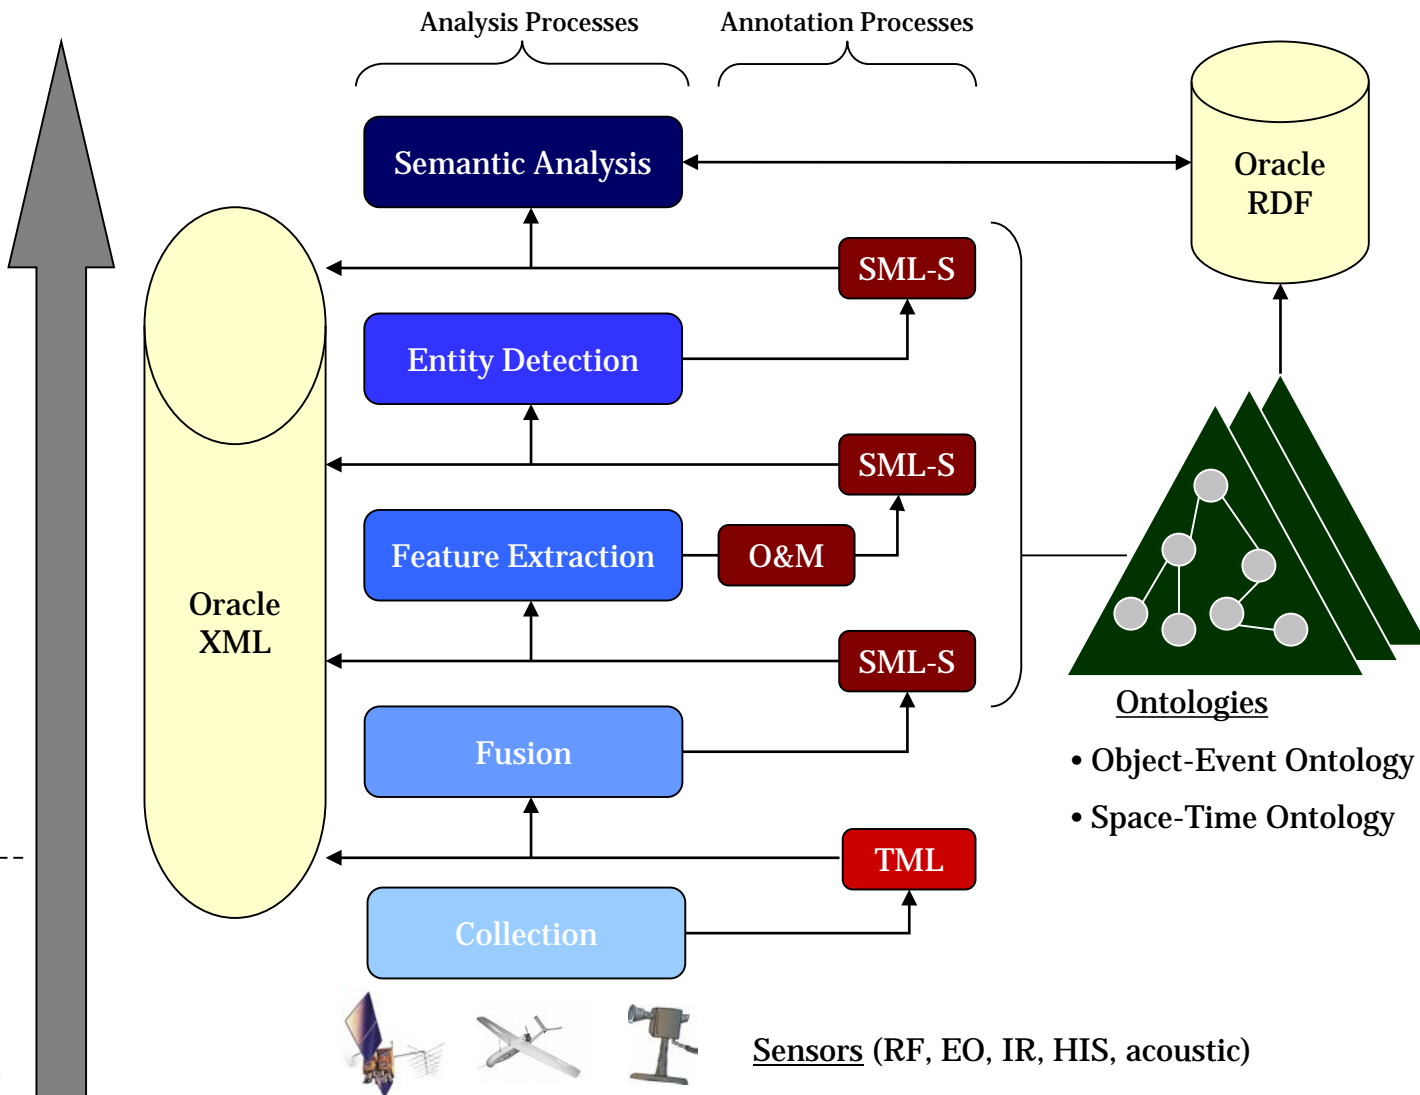 Analysis Processes
Annotation Processes
Semantic Analysis
Oracle
RDF
SML-S
Entity Detection
SML-S
Feature Extraction
O&M
Oracle
XML
SML-S
Ontologies
Fusion
• Object-Event Ontology
• Space-Time Ontology
TML
Collection
Sensors (RF, EO, IR, HIS, acoustic)